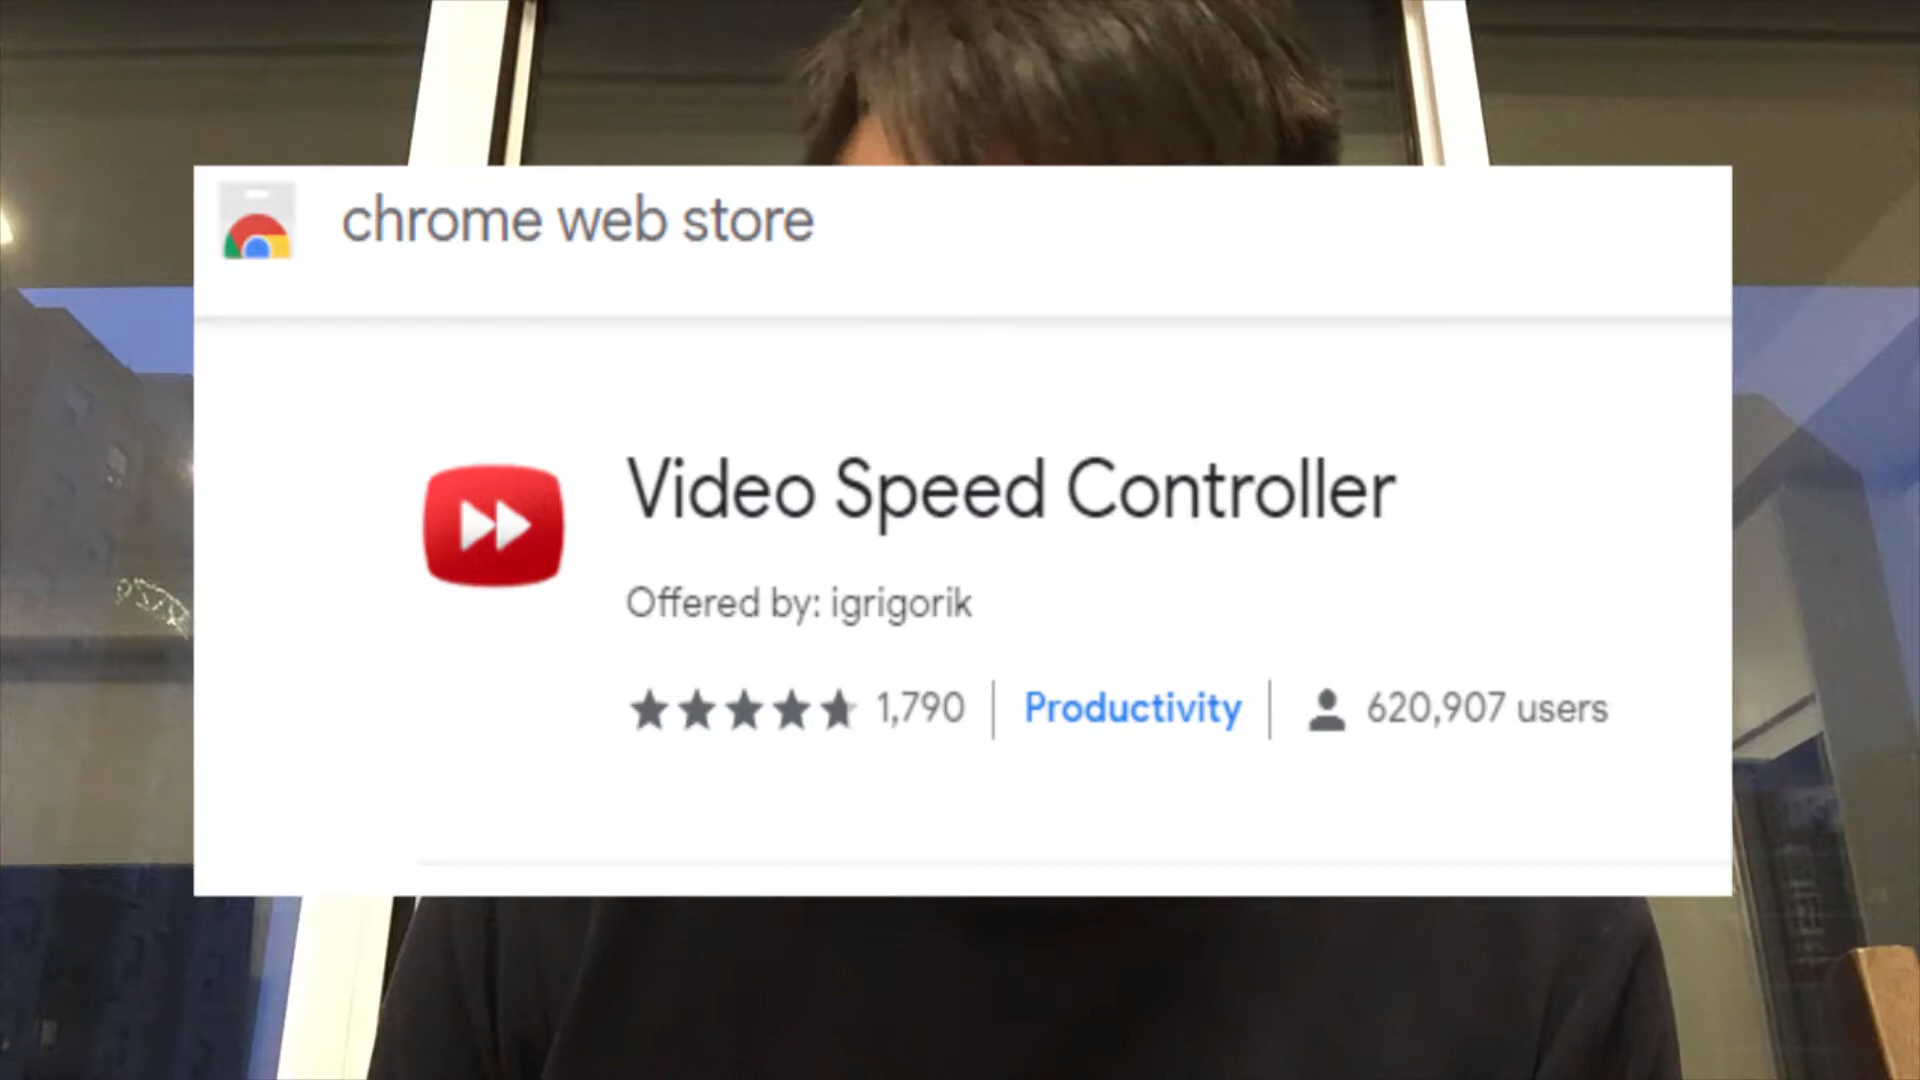 chrome web store
Video Speed Controller
Offered by: igrigorik
1,790 | Productivity | 620,907 users